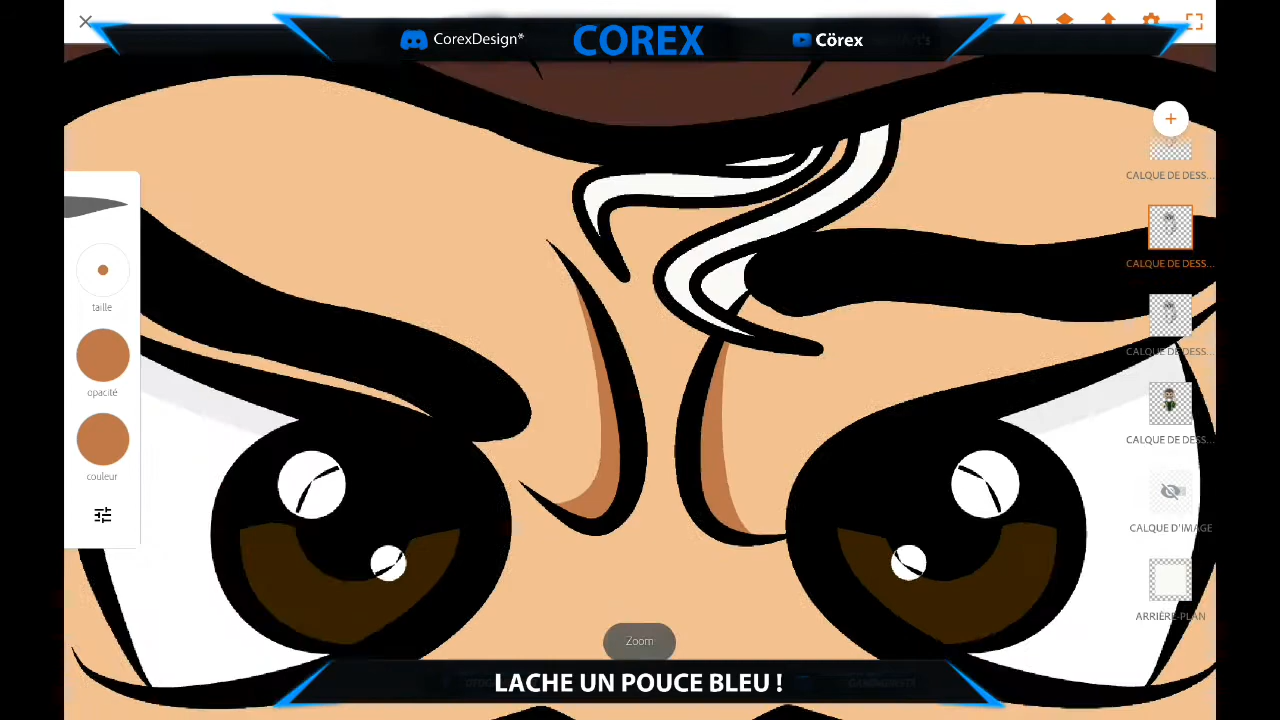 CorexDesign*
COREX
Cörex
CALQUE DE DESS...
taille
CALQUE DE DESS...
CALQUE DE DESS...
opacité
CALQUE DE DESS...
couleur
CALQUE D'IMAGE
ARRIÈRE-PLAN
Zoom
LACHE UN POUCE BLEU !